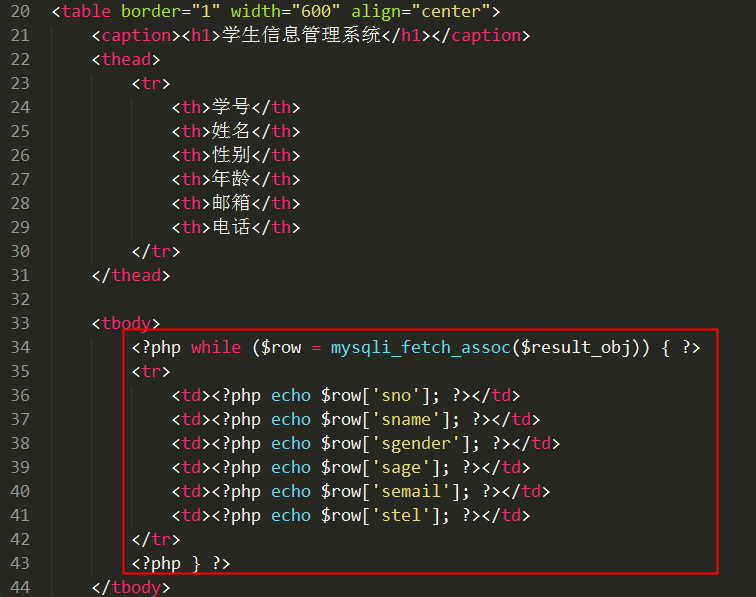 20 <table border="1" width="600" align="center">
21     <caption><h1>学生信息管理系统</h1></caption>
22     <thead>
23         <tr>
24             <th>学号</th>
25             <th>姓名</th>
26             <th>性别</th>
27             <th>年龄</th>
28             <th>邮箱</th>
29             <th>电话</th>
30         </tr>
31     </thead>
32
33     <tbody>
34         <?php while ($row = mysqli_fetch_assoc($result_obj)) { ?>
35         <tr>
36             <td><?php echo $row['sno']; ?></td>
37             <td><?php echo $row['sname']; ?></td>
38             <td><?php echo $row['sgender']; ?></td>
39             <td><?php echo $row['sage']; ?></td>
40             <td><?php echo $row['semail']; ?></td>
41             <td><?php echo $row['stel']; ?></td>
42         </tr>
43         <?php } ?>
44     </tbody>